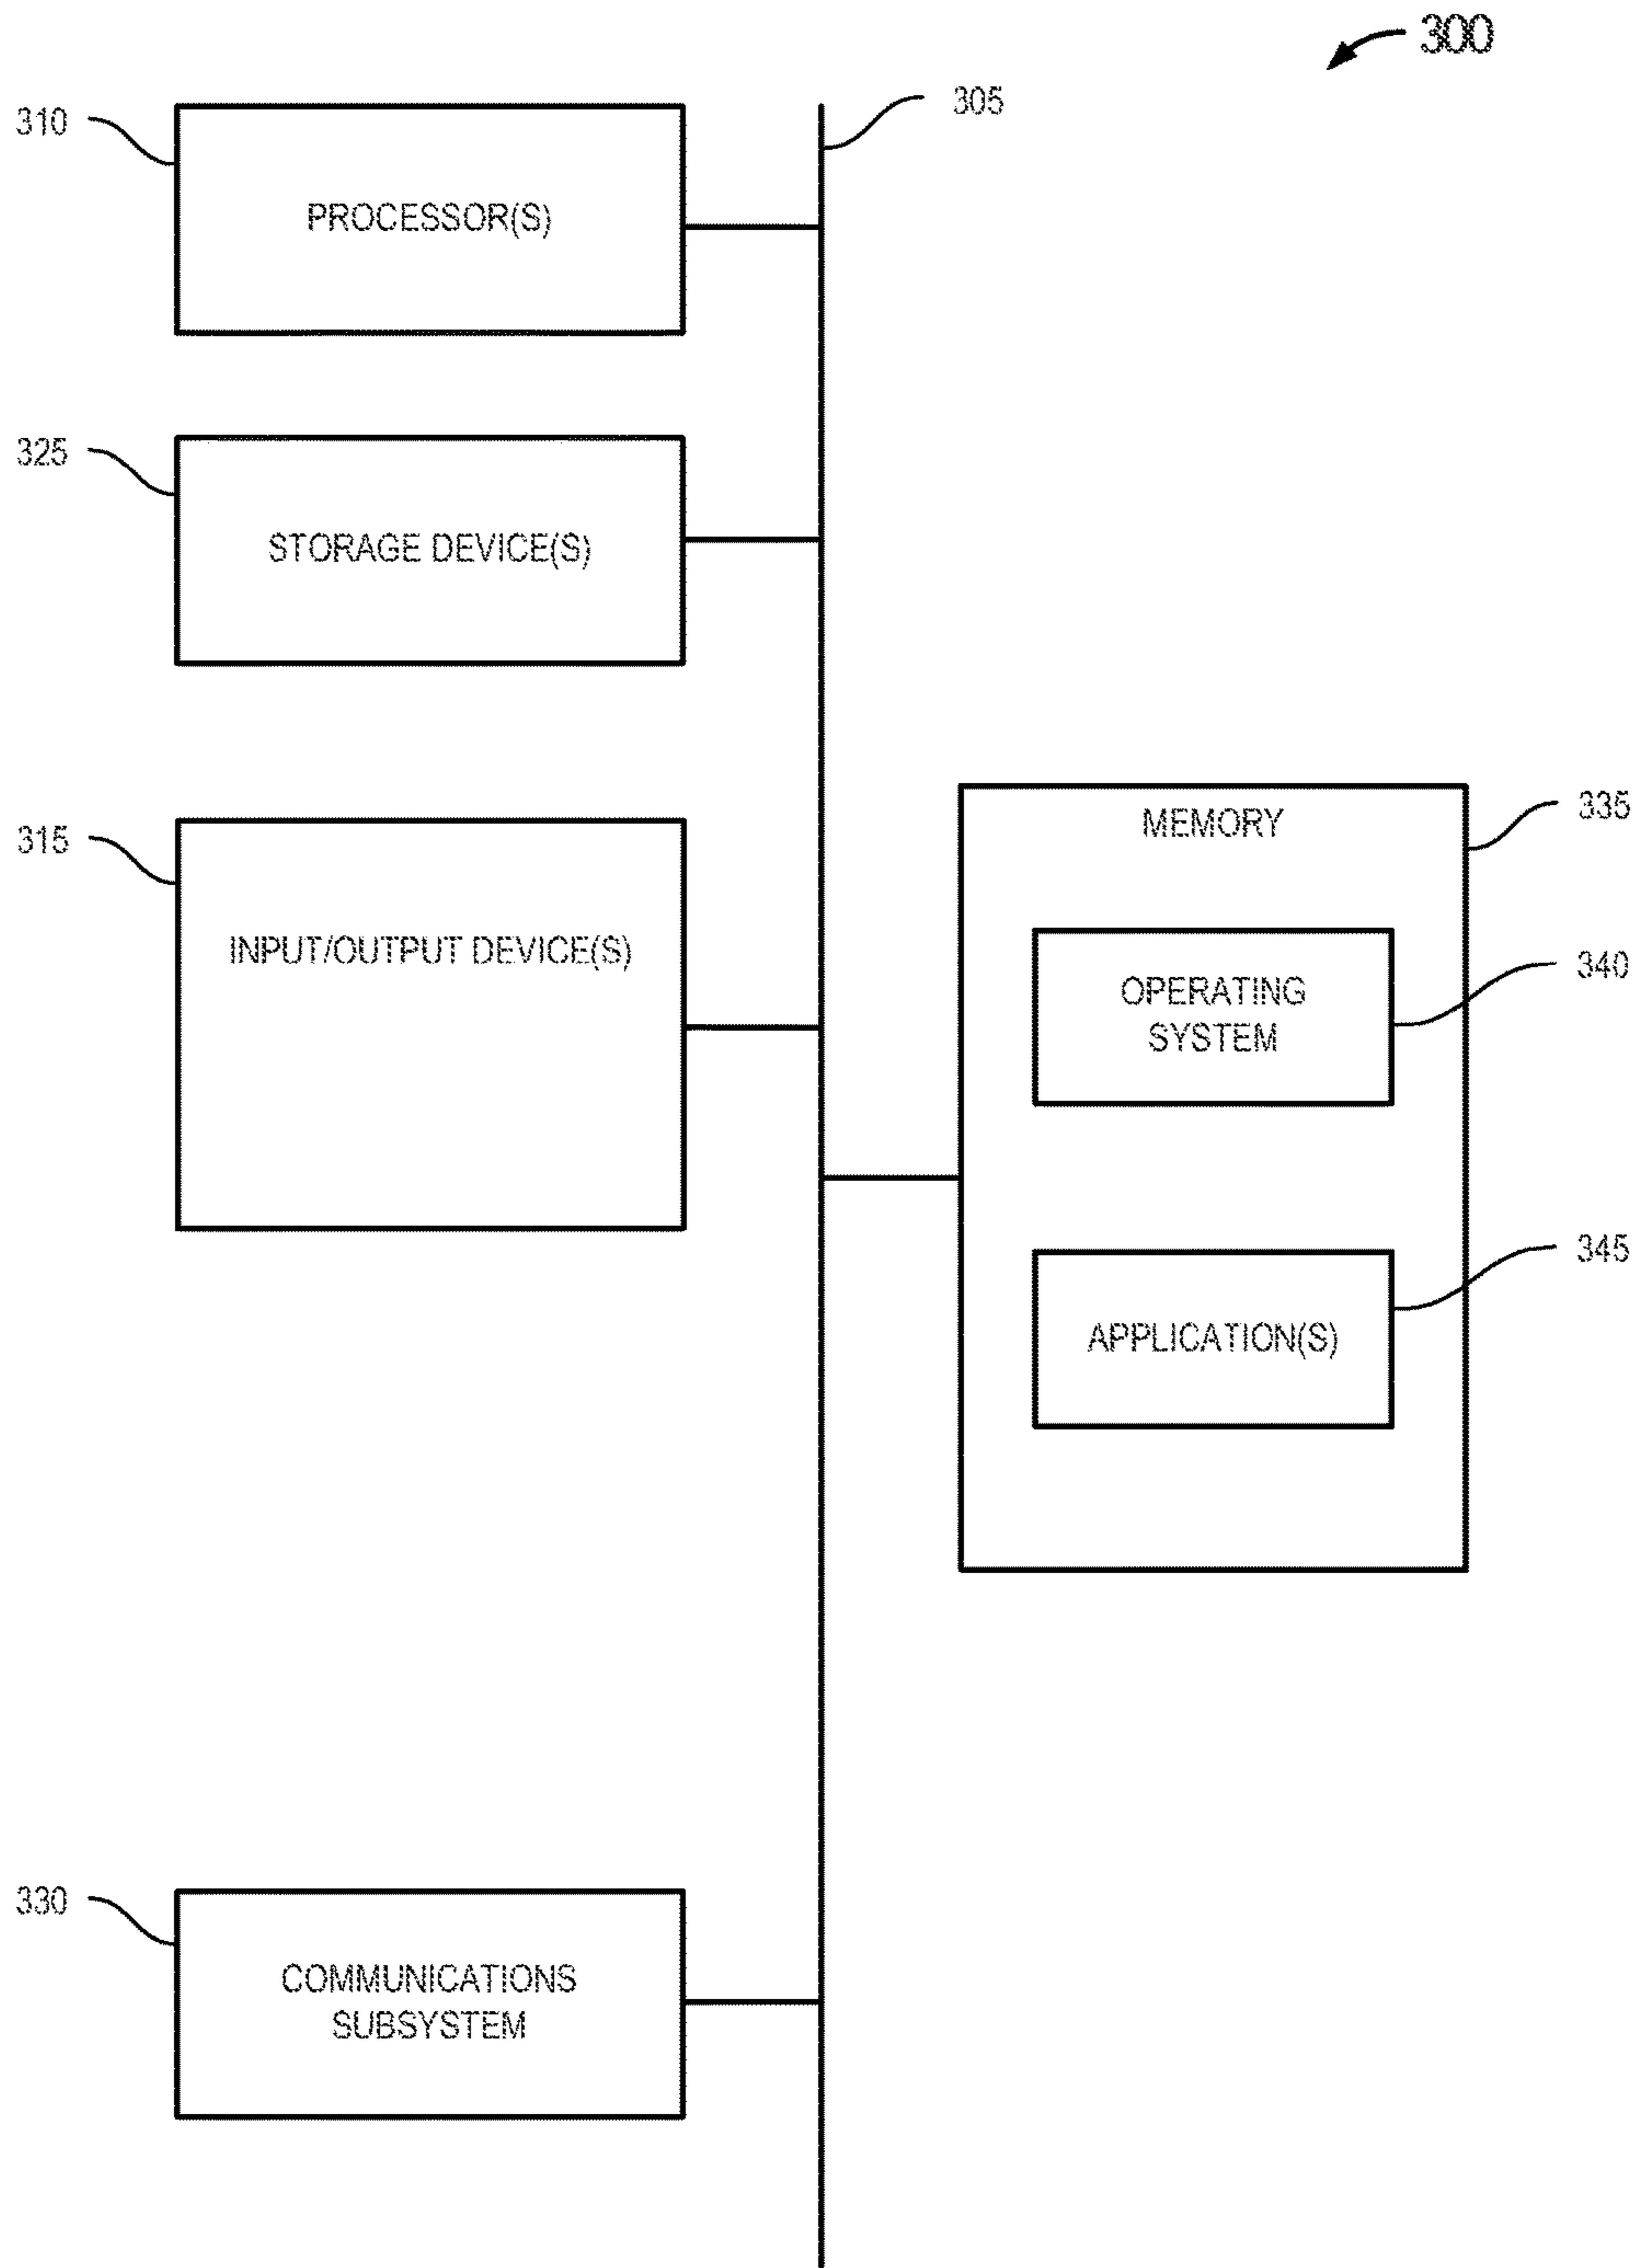 300
305
310
PROCESSOR(S)
325
STORAGE DEVICE(S)
315
INPUT/OUTPUT DEVICE(S)
335
MEMORY
340
OPERATING
SYSTEM
345
APPLICATION(S)
330
COMMUNICATIONS
SUBSYSTEM